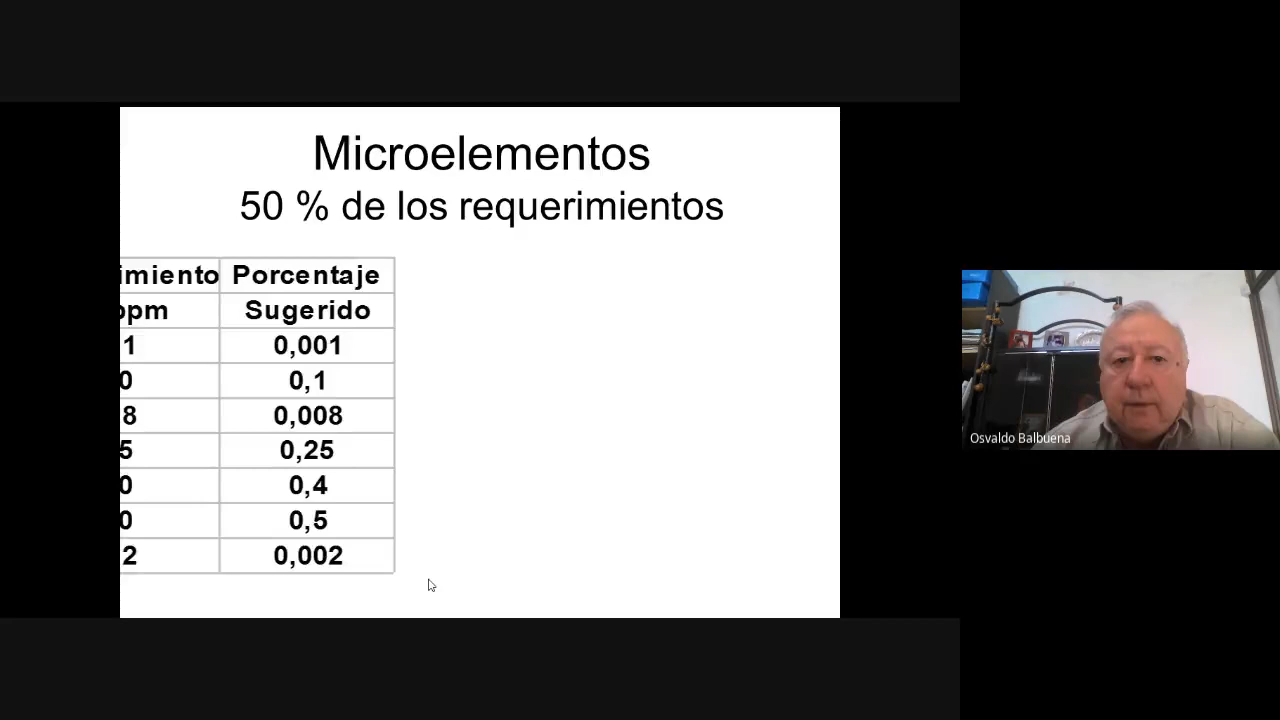 Microelementos
50 % de los requerimientos
imiento Porcentaje
ppm Sugerido
1 0,001
0 0,1
8 0,008
5 0,25
0 0,4
0 0,5
2 0,002
Osvaldo Balbuena